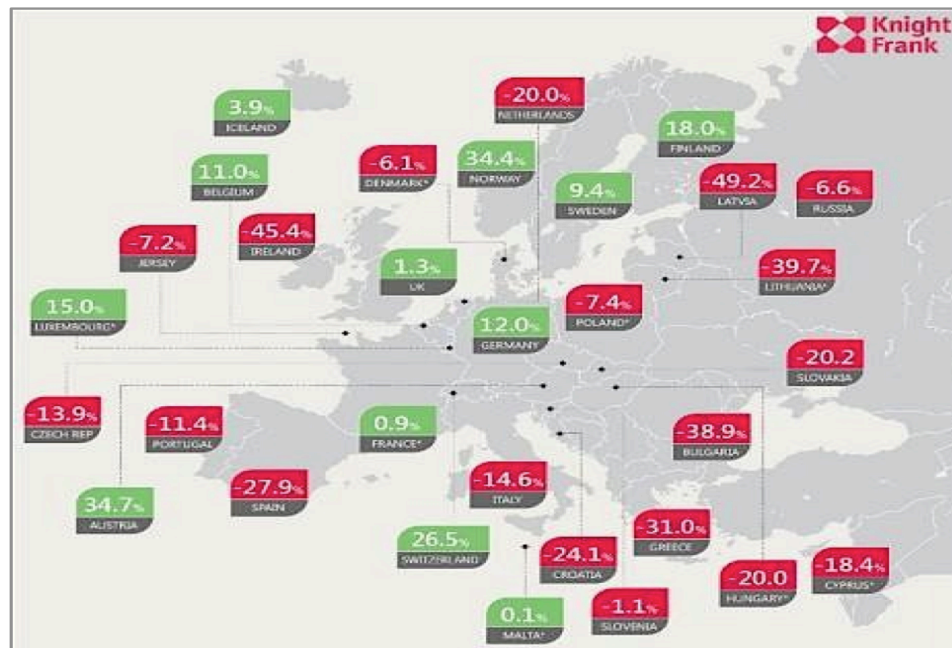 Knight
Frank
-20.0%
NETHERLANDS
3.9%
ICELAND
18.0%
FINLAND
11.0%
BELGIUM
-6.1%
DENMARK*
34.4%
NORWAY
9.4%
SWEDEN
-49.2%
LATVIA
-6.6%
RUSSIA
-7.2%
JERSEY
-45.4%
IRELAND
1.3%
UK
-39.7%
LITHUANIA*
15.0%
LUXEMBOURG*
12.0%
GERMANY
-7.4%
POLAND*
-20.2
SLOVAKIA
-13.9%
CZECH REP
-11.4%
PORTUGAL
0.9%
FRANCE*
-38.9%
BULGARIA
34.7%
AUSTRIA
-27.9%
SPAIN
-14.6%
ITALY
26.5%
SWITZERLAND
-31.0%
GREECE
-24.1%
CROATIA
-20.0
HUNGARY*
-18.4%
CYPRUS*
0.1%
MALTA*
-1.1%
SLOVENIA